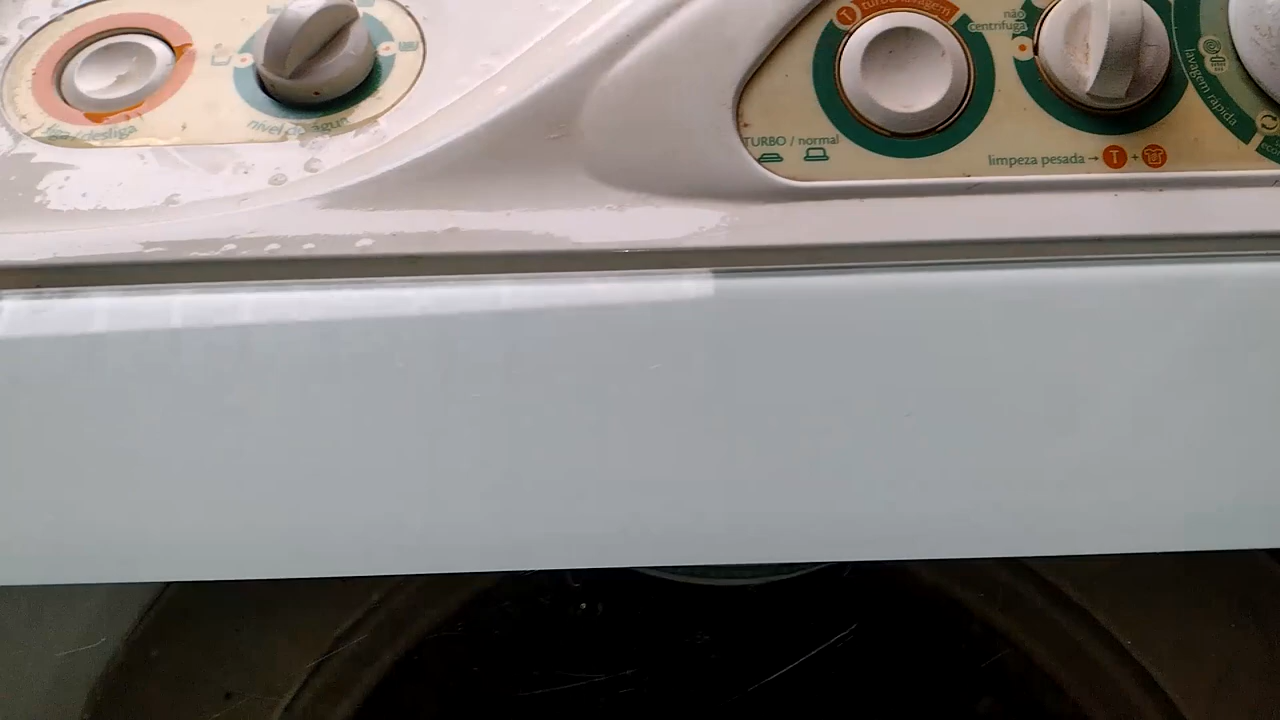 liga/desliga
nível de água
turbo lavagem
TURBO / normal
não
centrifuga
limpeza pesada → T +
lavagem rápida